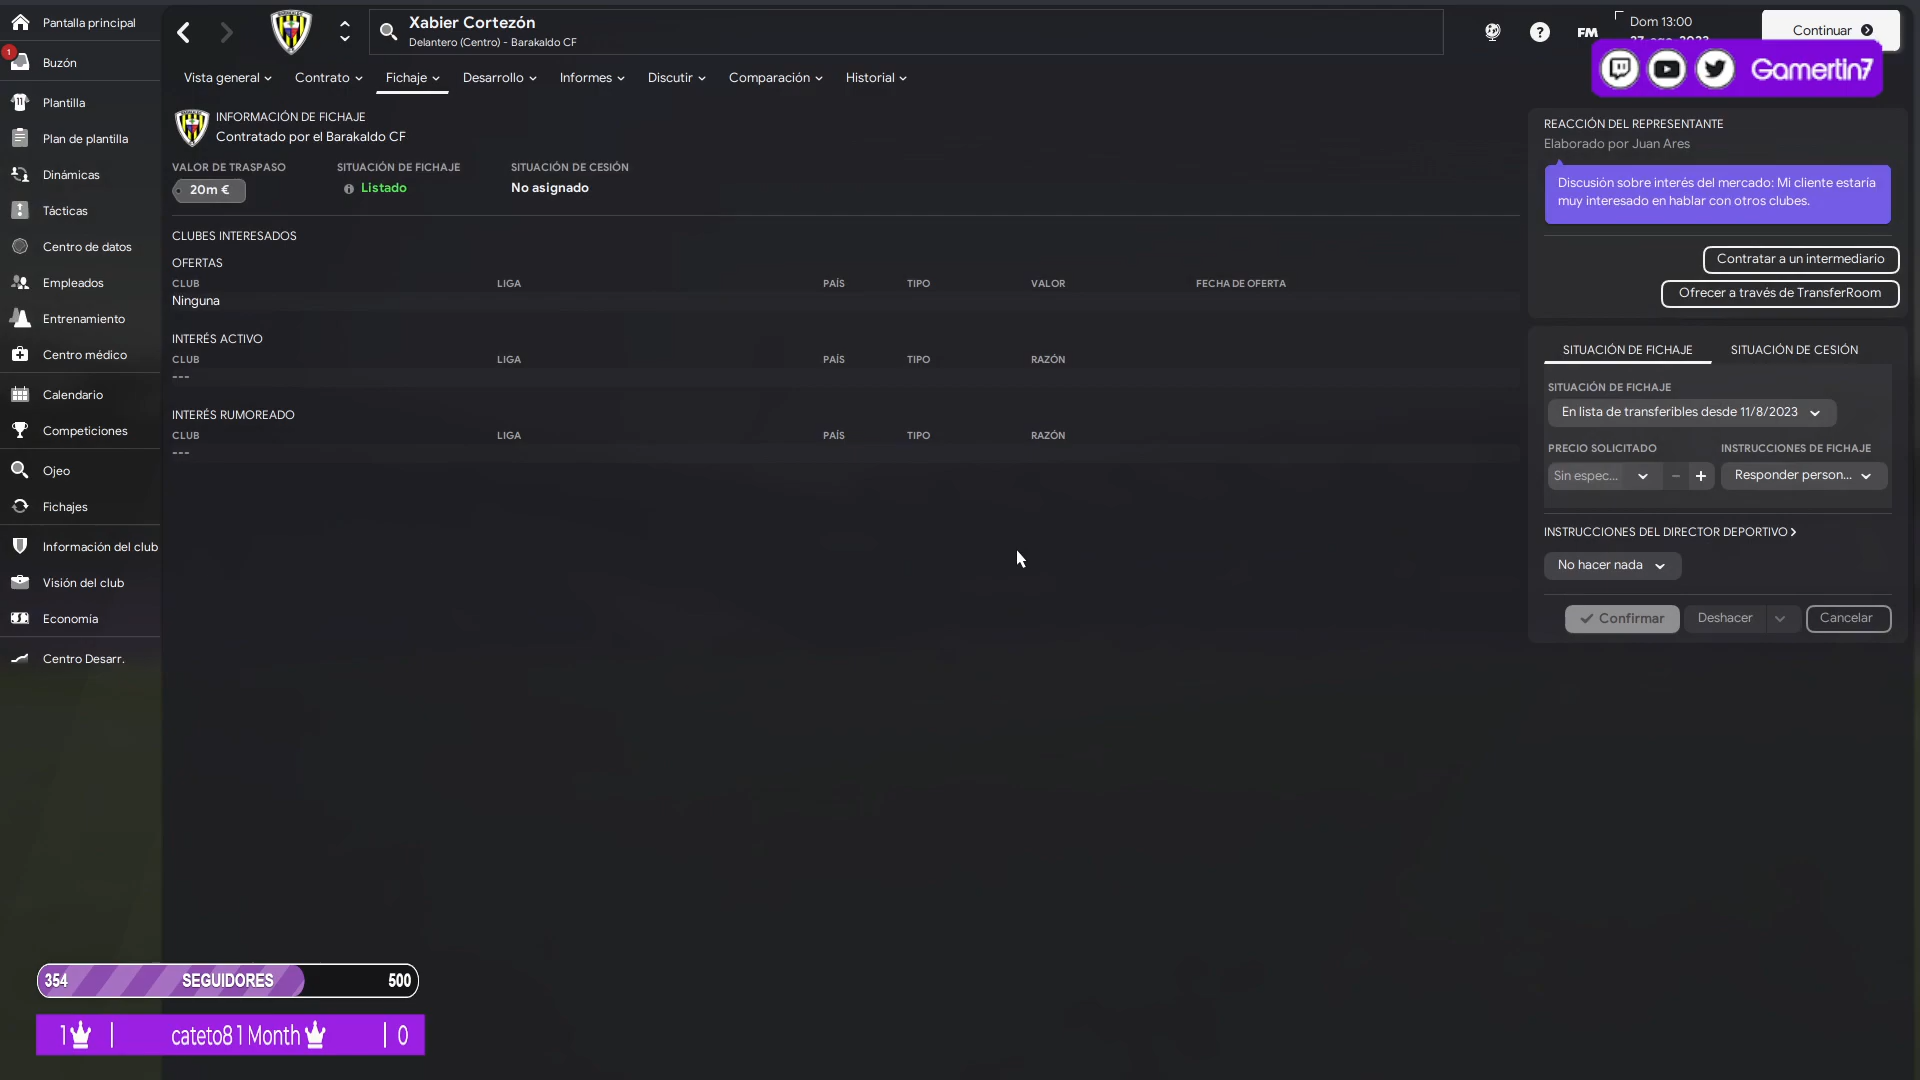 Pantalla principal
1
Buzón
Plantilla
Plan de plantilla
Dinámicas
Tácticas
Centro de datos
Empleados
Entrenamiento
Centro médico
Calendario
Competiciones
Ojeo
Fichajes
Información del club
Visión del club
Economía
Centro Desarr.
Xabier Cortezón
Delantero (Centro) - Barakaldo CF
FM
Dom 13:00
Continuar
Gamertin7
Vista general
Contrato
Fichaje
Desarrollo
Informes
Discutir
Comparación
Historial
INFORMACIÓN DE FICHAJE
Contratado por el Barakaldo CF
VALOR DE TRASPASO SITUACIÓN DE FICHAJE SITUACIÓN DE CESIÓN
20m € Listado No asignado
CLUBES INTERESADOS
OFERTAS
CLUB LIGA PAÍS TIPO VALOR FECHA DE OFERTA
Ninguna
INTERÉS ACTIVO
CLUB LIGA PAÍS TIPO RAZÓN
---
INTERÉS RUMOREADO
CLUB LIGA PAÍS TIPO RAZÓN
---
REACCIÓN DEL REPRESENTANTE
Elaborado por Juan Ares
Discusión sobre interés del mercado: Mi cliente estaría
muy interesado en hablar con otros clubes.
Contratar a un intermediario
Ofrecer a través de TransferRoom
SITUACIÓN DE FICHAJE SITUACIÓN DE CESIÓN
SITUACIÓN DE FICHAJE
En lista de transferibles desde 11/8/2023
PRECIO SOLICITADO INSTRUCCIONES DE FICHAJE
Sin espec... - + Responder person...
INSTRUCCIONES DEL DIRECTOR DEPORTIVO >
No hacer nada
Confirmar Deshacer Cancelar
354 SEGUIDORES 500
1 | cateto8 1 Month | 0